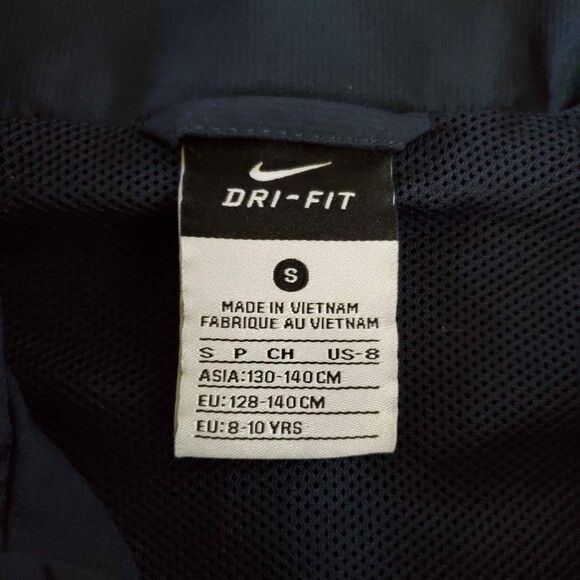 DRI-FIT
S
MADE IN VIETNAM
FABRIQUE AU VIETNAM
S P CH US-8
ASIA:130-140CM
EU:128-140CM
EU:8-10 YRS